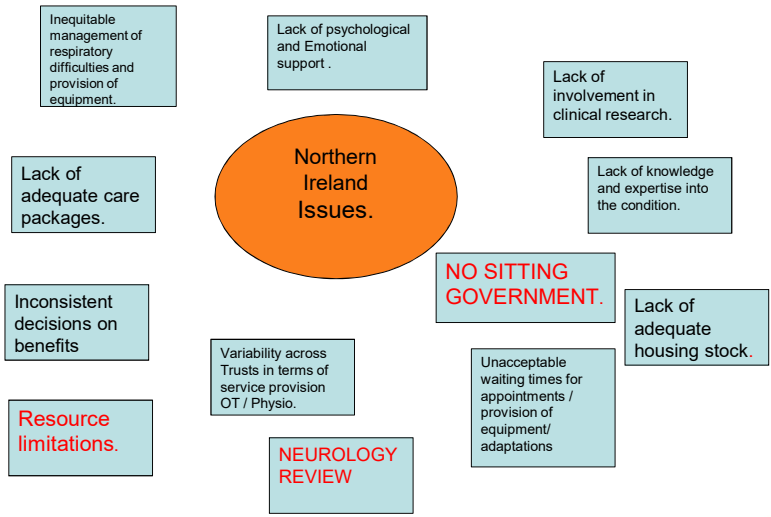 Inequitable
management of
respiratory
difficulties and
provision of
equipment.
Lack of psychological
and Emotional
support .
Lack of
involvement in
clinical research.
Northern
Ireland
Issues.
Lack of
adequate care
packages.
Lack of knowledge
and expertise into
the condition.
NO SITTING
GOVERNMENT.
Inconsistent
decisions on
benefits
Lack of
adequate
housing stock.
Variability across
Trusts in terms of
service provision
OT / Physio.
Unacceptable
waiting times for
appointments /
provision of
equipment/
adaptations
Resource
limitations.
NEUROLOGY
REVIEW